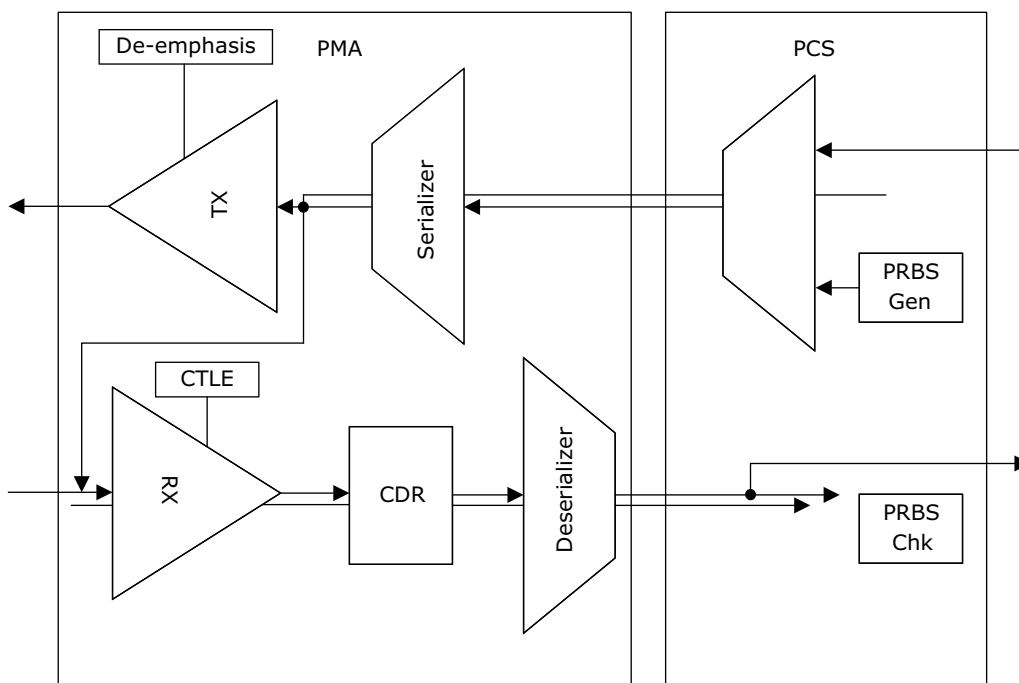 De-emphasis
PMA
PCS
TX
Serializer
PRBS
Gen
CTLE
RX
CDR
Deserializer
PRBS
Chk